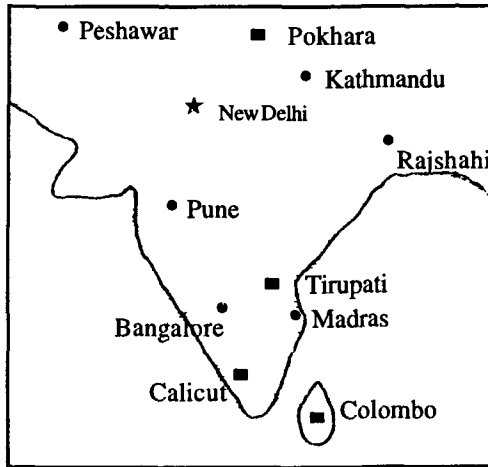 Peshawar
Pokhara
Kathmandu
New Delhi
Rajshahi
Pune
Tirupati
Bangalore
Madras
Calicut
Colombo